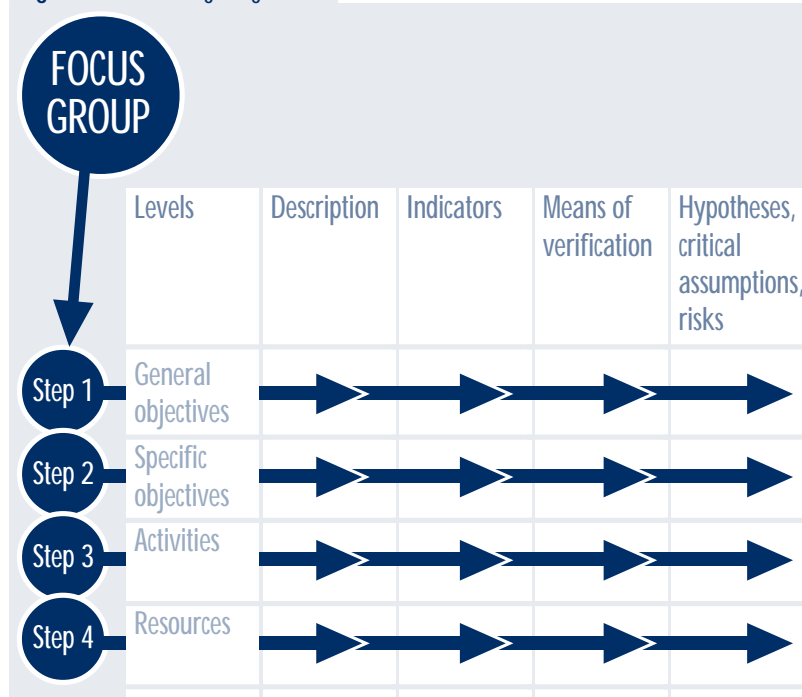 FOCUS
GROUP
Levels
Description
Indicators
Means of
verification
Hypotheses,
critical
assumptions,
risks
Step 1
General
objectives
Step 2
Specific
objectives
Step 3
Activities
Step 4
Resources